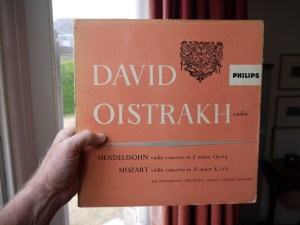 DAVID
PHILIPS
OISTRAKH violin
MENDELSSOHN violin concerto in E minor Op.64
MOZART violin concerto in D major K.218